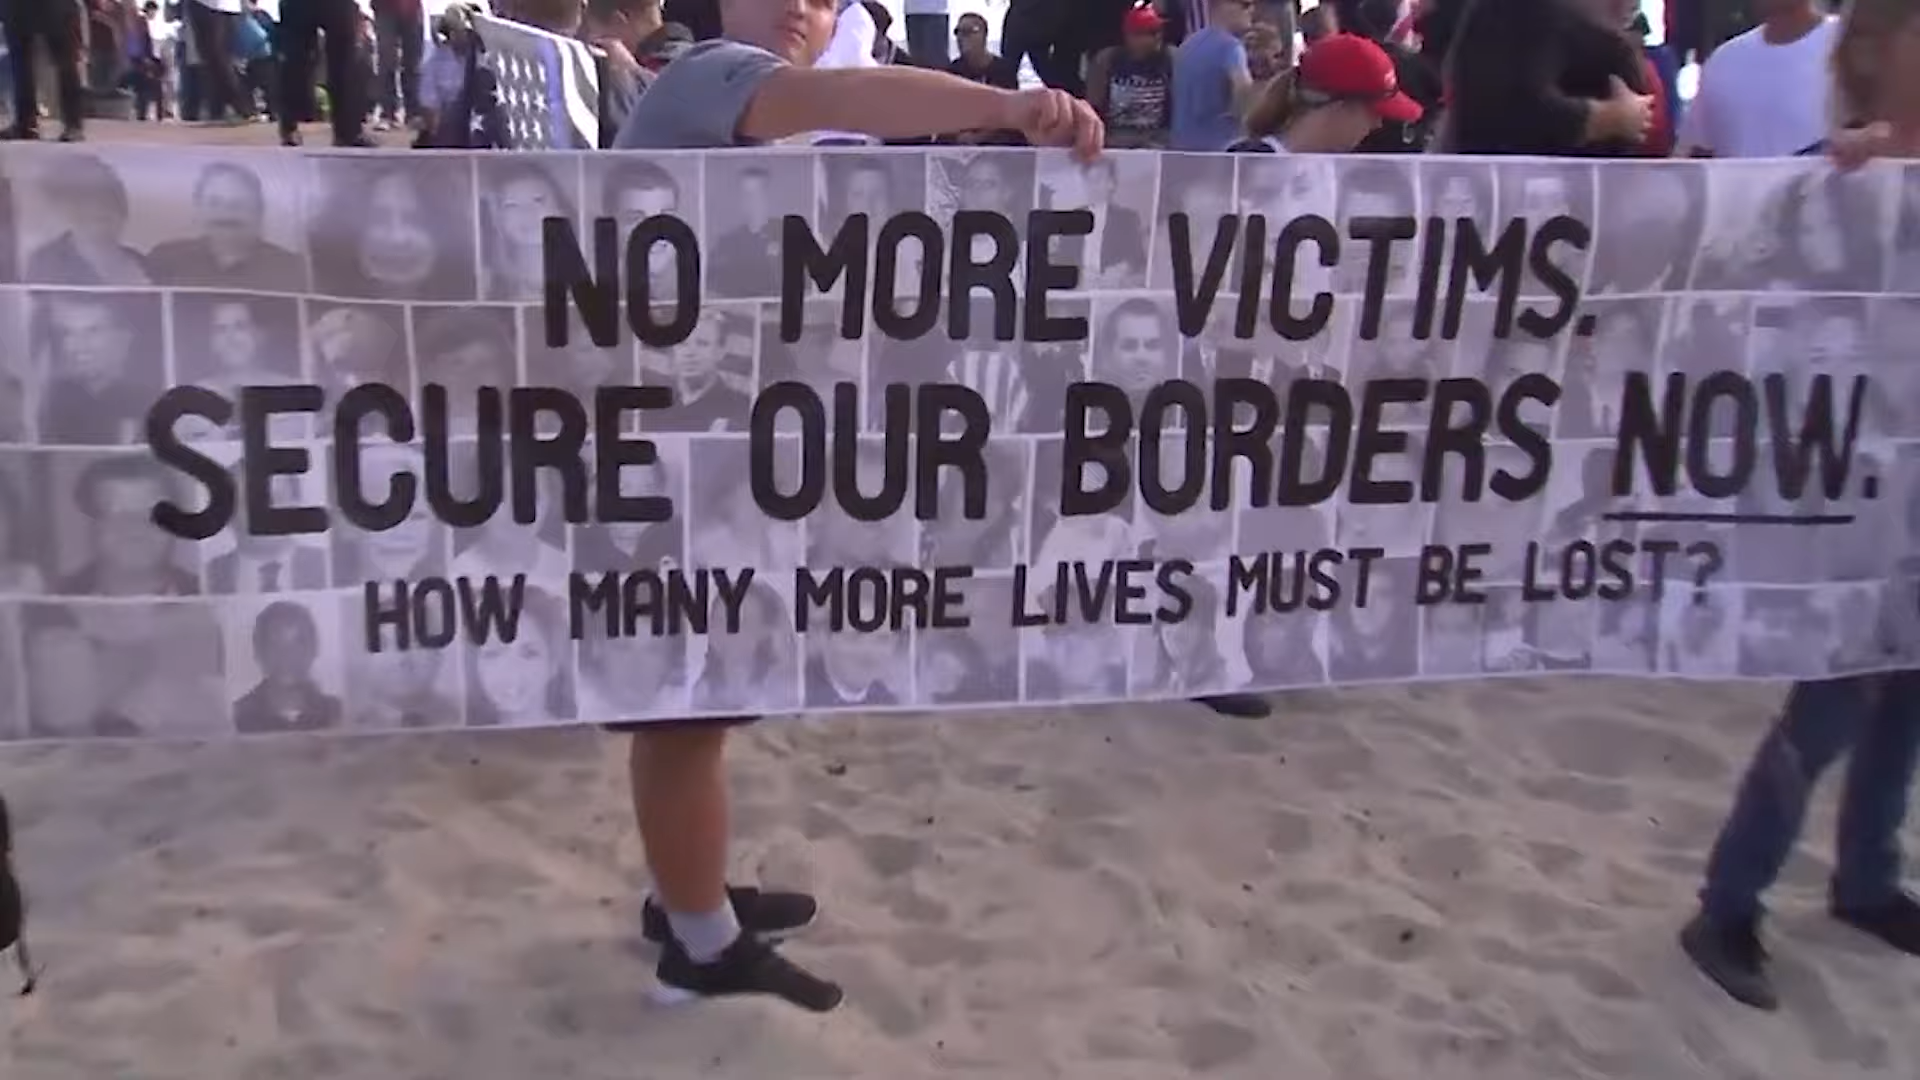 NO MORE VICTIMS.
SECURE OUR BORDERS NOW.
HOW MANY MORE LIVES MUST BE LOST?